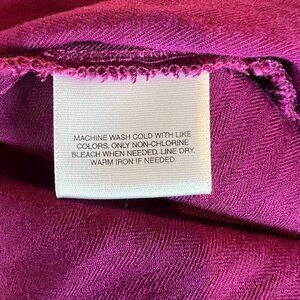 MACHINE WASH COLD WITH LIKE
COLORS. ONLY NON-CHLORINE
BLEACH WHEN NEEDED. LINE DRY.
WARM IRON IF NEEDED.